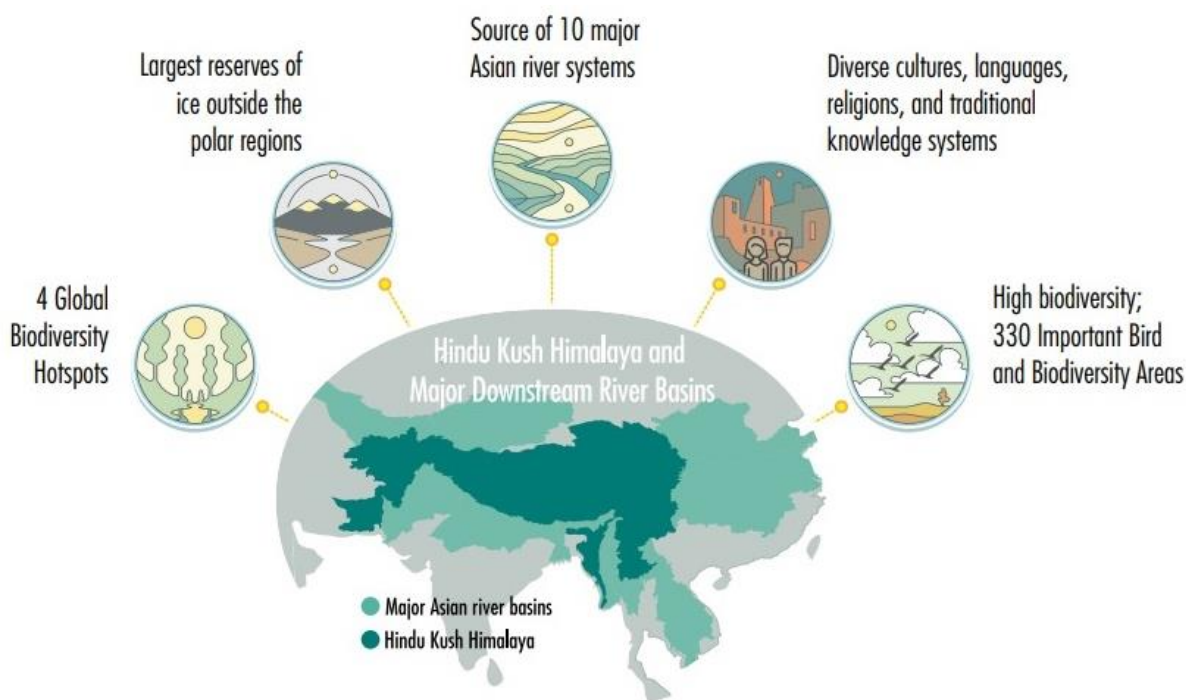 Source of 10 major
Asian river systems
Largest reserves of
ice outside the
polar regions
Diverse cultures, languages,
religions, and traditional
knowledge systems
4 Global
Biodiversity
Hotspots
High biodiversity;
330 Important Bird
and Biodiversity Areas
Hindu Kush Himalaya and
Major Downstream River Basins
Major Asian river basins
Hindu Kush Himalaya